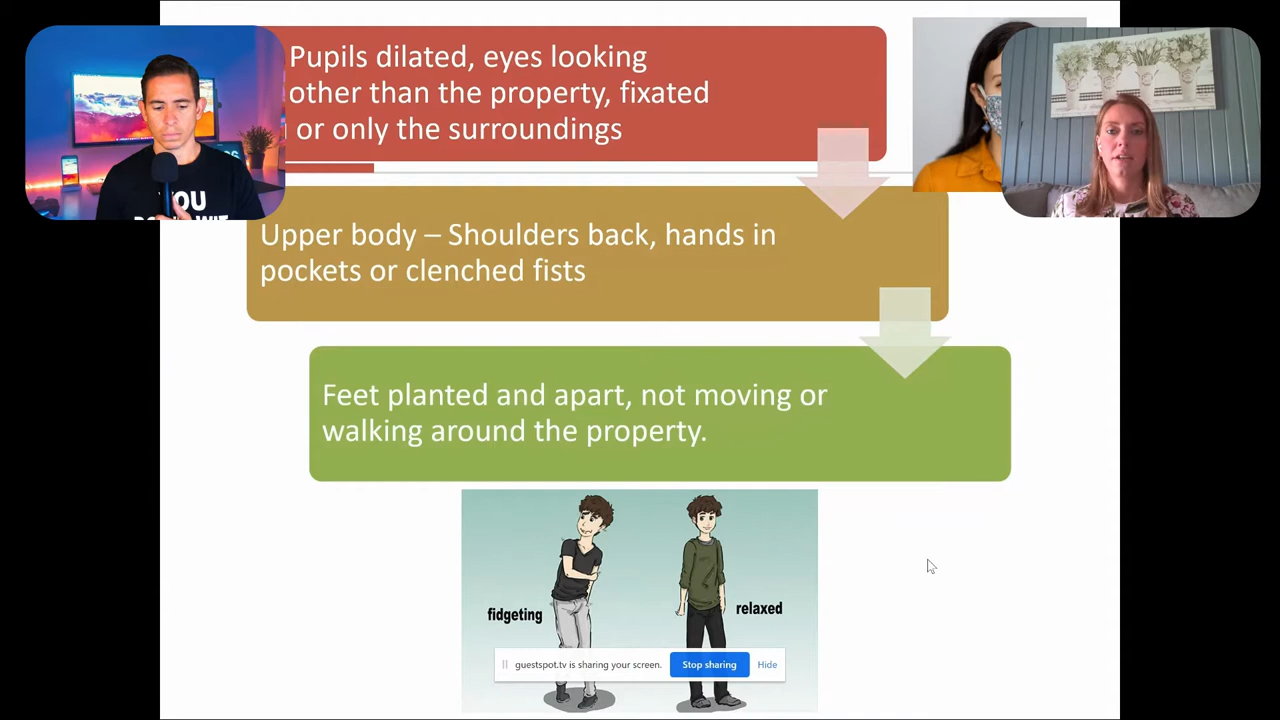 Pupils dilated, eyes looking
other than the property, fixated
or only the surroundings
YOU
Upper body – Shoulders back, hands in
pockets or clenched fists
Feet planted and apart, not moving or
walking around the property.
fidgeting
relaxed
guestspot.tv is sharing your screen.
Stop sharing
Hide